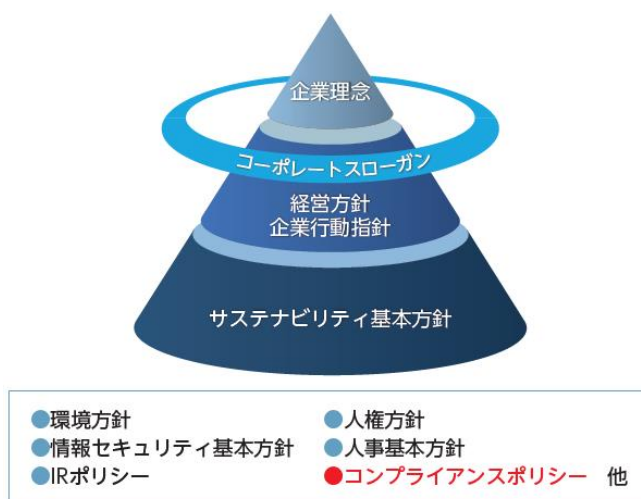 企業理念
コーポレートスローガン
経営方針
企業行動指針
サステナビリティ基本方針
●環境方針
●人権方針
●情報セキュリティ基本方針
●人事基本方針
●IRポリシー
●コンプライアンスポリシー 他